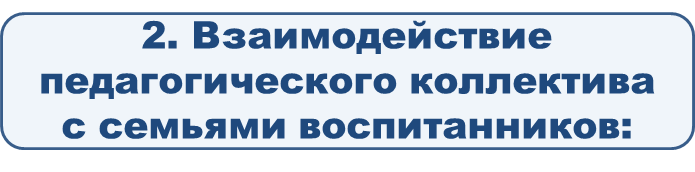 2. Взаимодействие
педагогического коллектива
с семьями воспитанников: